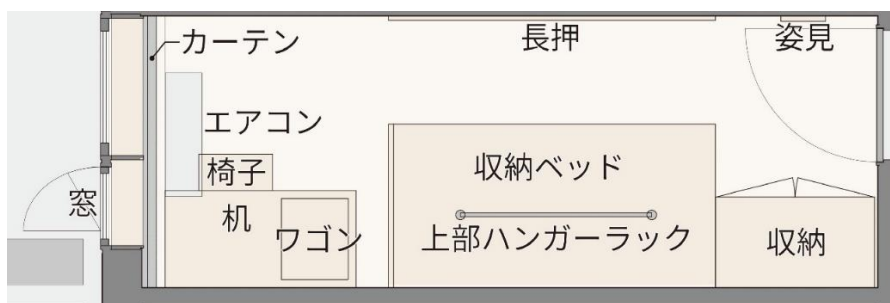 カーテン
長押
姿見
エアコン
椅子
収納ベッド
窓
机
ワゴン
上部ハンガーラック
収納